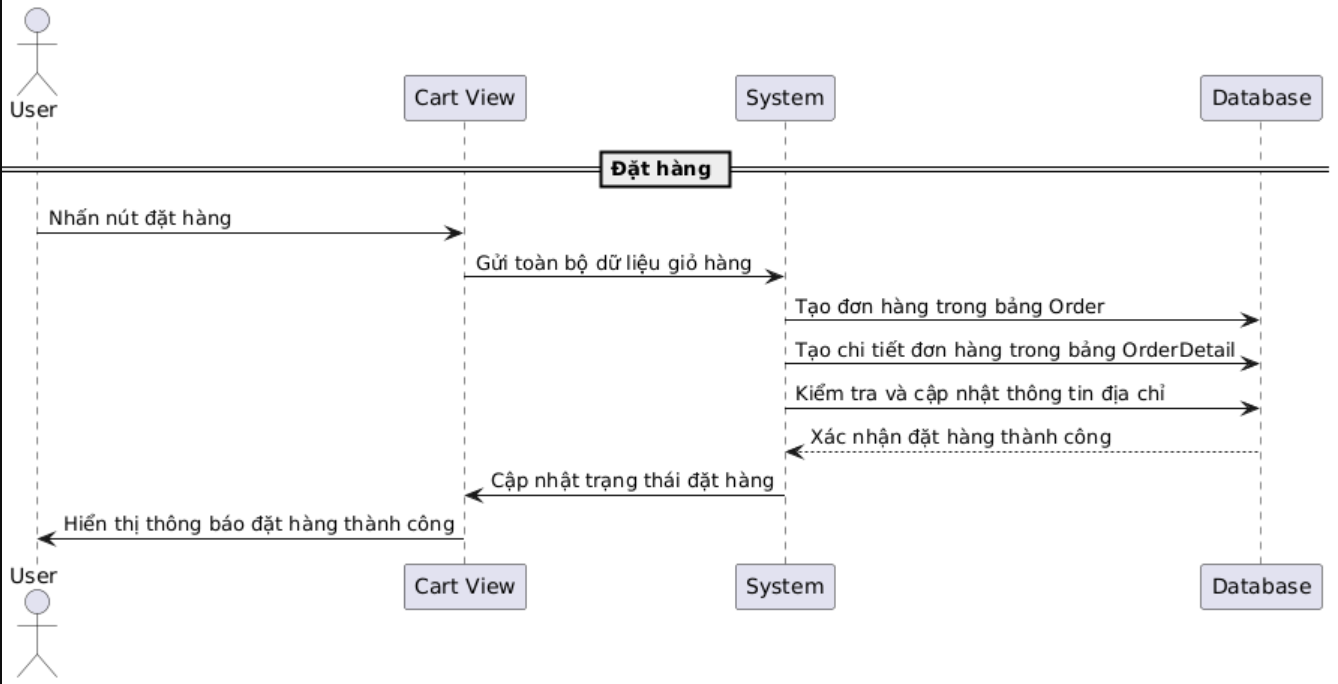 User
Cart View
System
Database
Đặt hàng
Nhấn nút đặt hàng
Gửi toàn bộ dữ liệu giỏ hàng
Tạo đơn hàng trong bảng Order
Tạo chi tiết đơn hàng trong bảng OrderDetail
Kiểm tra và cập nhật thông tin địa chỉ
Xác nhận đặt hàng thành công
Cập nhật trạng thái đặt hàng
Hiển thị thông báo đặt hàng thành công
User
Cart View
System
Database